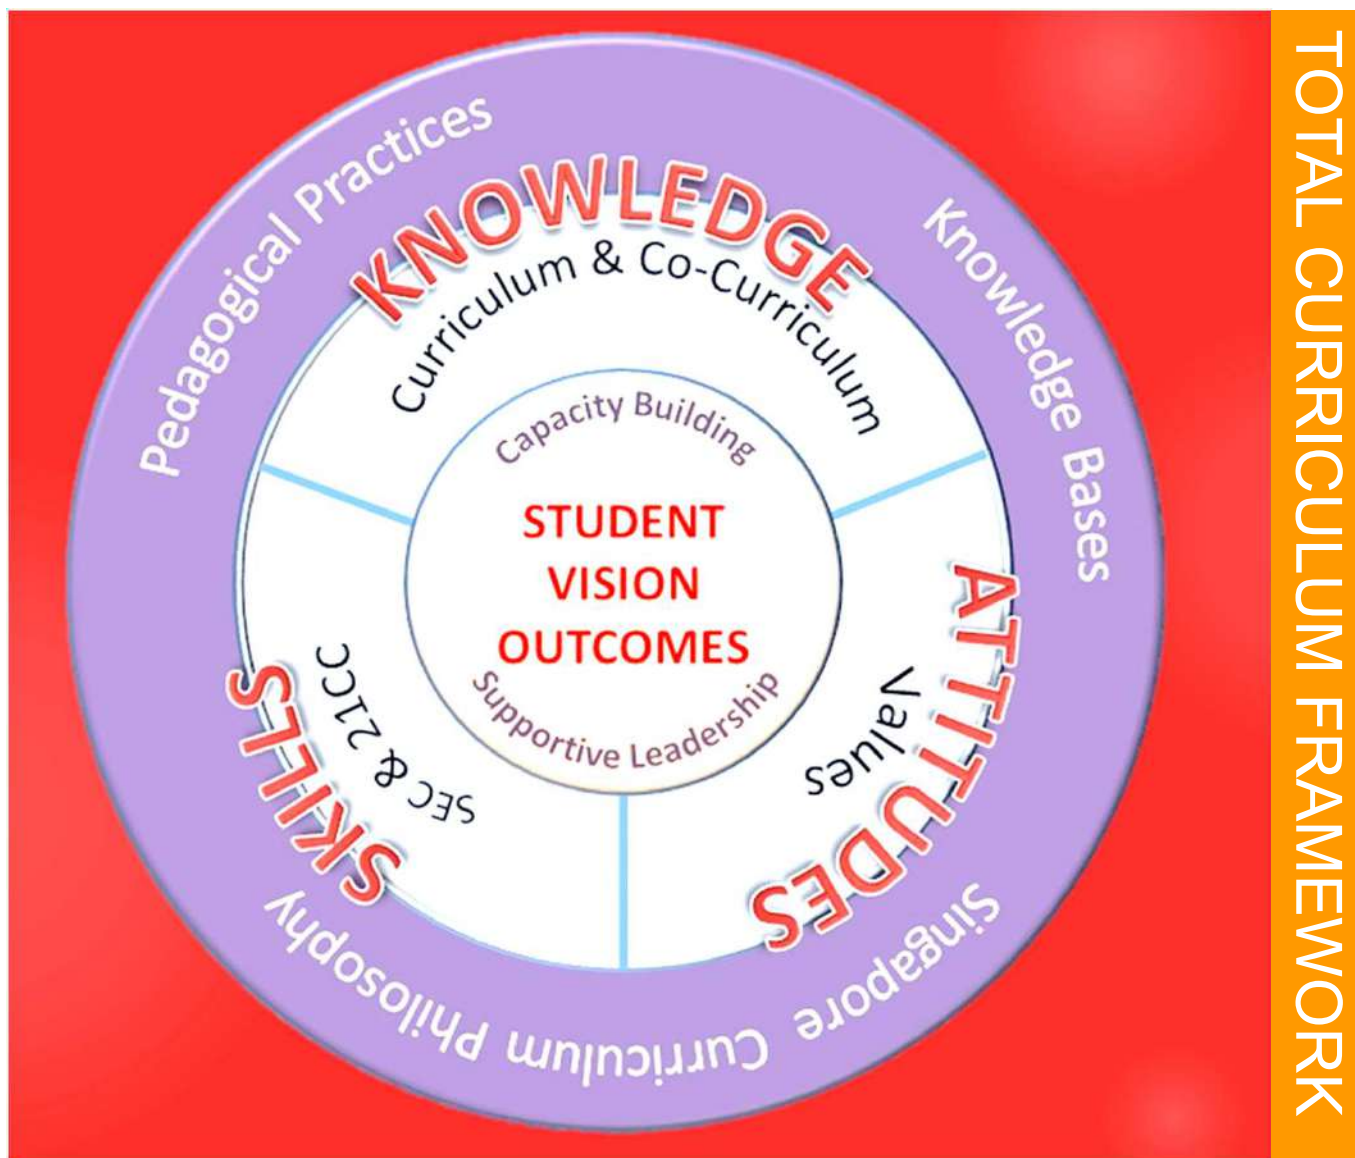 TOTAL CURRICULUM FRAMEWORK
Pedagogical Practices
Knowledge Bases
Singapore Curriculum Philosophy
KNOWLEDGE
Curriculum & Co-Curriculum
ATTITUDES
Values
SKILLS
SEC & 21CC
Capacity Building
STUDENT
VISION
OUTCOMES
Supportive Leadership